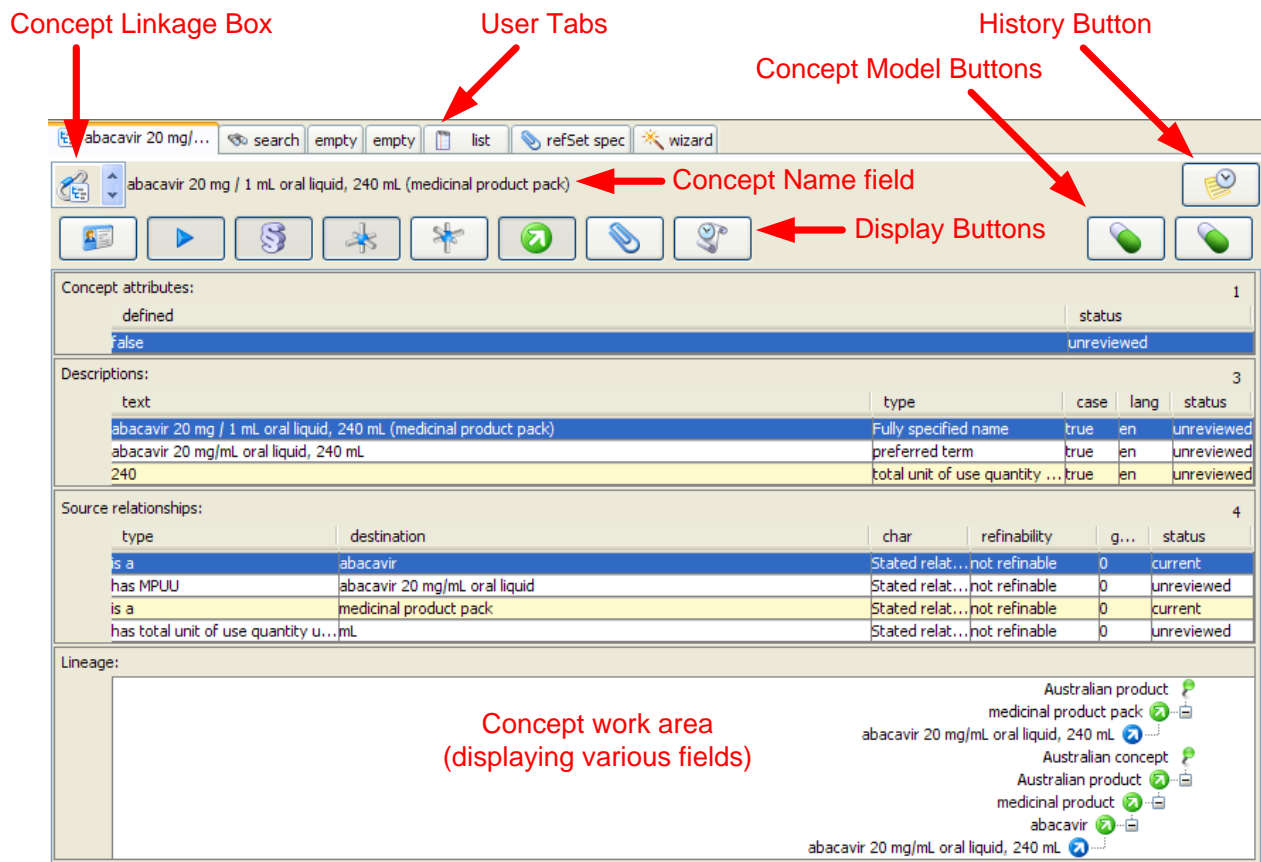 Concept Linkage Box User Tabs History Button
Concept Model Buttons
abacavir 20 mg/... search empty empty list refSet spec wizard
abacavir 20 mg / 1 mL oral liquid, 240 mL (medicinal product pack) Concept Name field
Display Buttons
Concept attributes: 1
defined status
false unreviewed
Descriptions: 3
text type case lang status
abacavir 20 mg / 1 mL oral liquid, 240 mL (medicinal product pack) Fully specified name true en unreviewed
abacavir 20 mg/mL oral liquid, 240 mL preferred term true en unreviewed
240 total unit of use quantity ... true en unreviewed
Source relationships: 4
type destination char refinability g... status
is a abacavir Stated relat... not refinable 0 current
has MPUU abacavir 20 mg/mL oral liquid Stated relat... not refinable 0 unreviewed
is a medicinal product pack Stated relat... not refinable 0 current
has total unit of use quantity u... mL Stated relat... not refinable 0 unreviewed
Lineage:
Australian product
medicinal product pack
abacavir 20 mg/mL oral liquid, 240 mL
Australian concept
Australian product
medicinal product
abacavir
abacavir 20 mg/mL oral liquid, 240 mL
Concept work area
(displaying various fields)